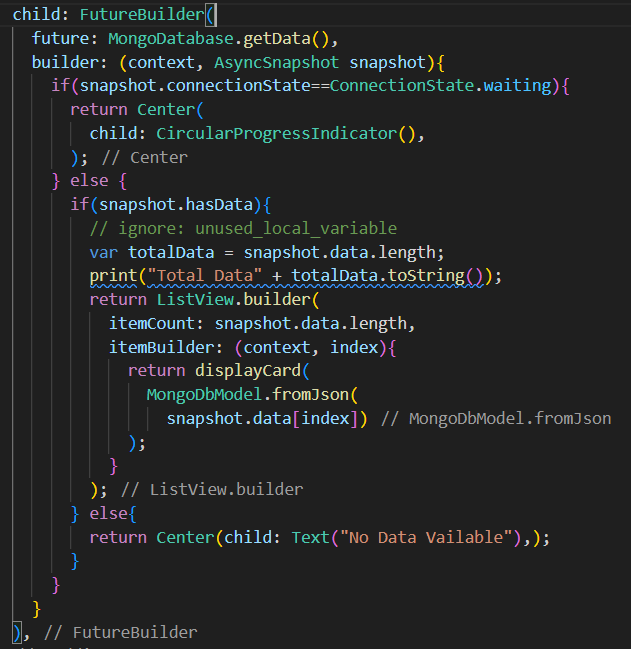 child: FutureBuilder(
future: MongoDatabase.getData(),
builder: (context, AsyncSnapshot snapshot){
if(snapshot.connectionState==ConnectionState.waiting){
return Center(
child: CircularProgressIndicator(),
); // Center
} else {
if(snapshot.hasData){
// ignore: unused_local_variable
var totalData = snapshot.data.length;
print("Total Data" + totalData.toString());
return ListView.builder(
itemCount: snapshot.data.length,
itemBuilder: (context, index){
return displayCard(
MongoDbModel.fromJson(
snapshot.data[index]) // MongoDbModel.fromJson
);
}
); // ListView.builder
} else{
return Center(child: Text("No Data Vailable"),);
}
}
}
), // FutureBuilder